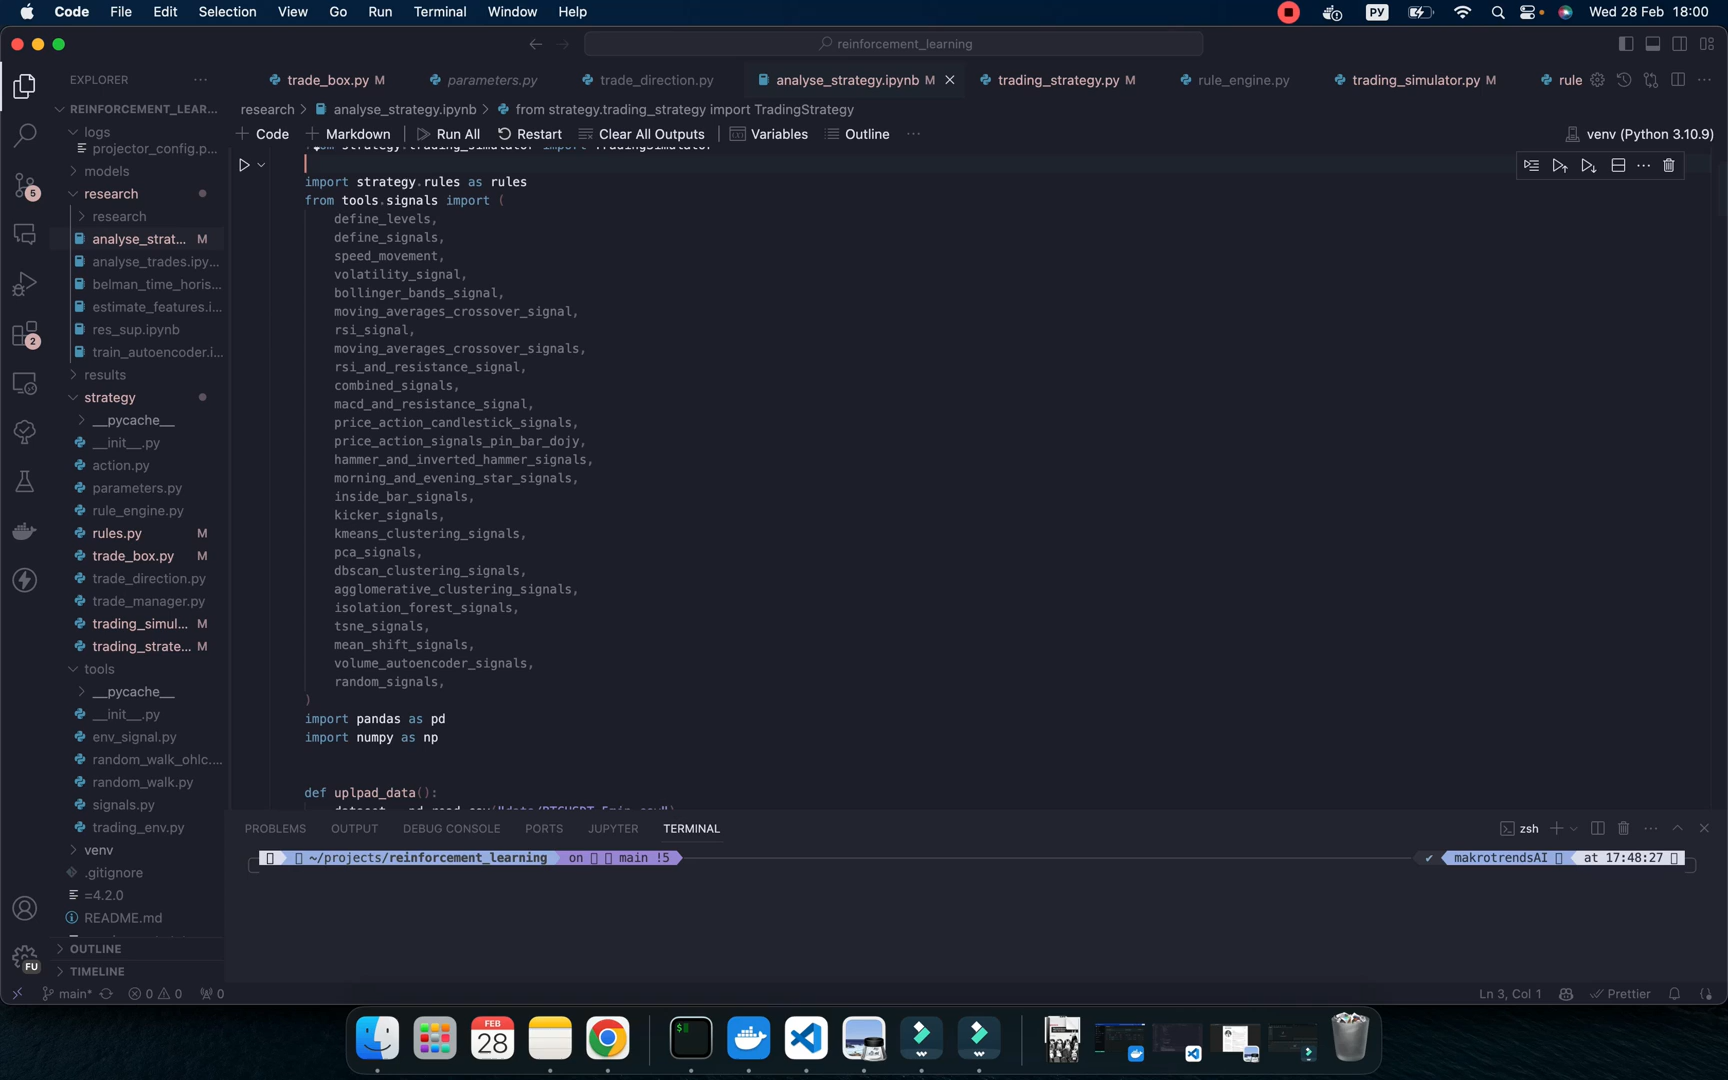 Code File Edit Selection View Go Run Terminal Window Help РУ Wed 28 Feb 18:00
reinforcement_learning
EXPLORER
trade_box.py M parameters.py trade_direction.py analyse_strategy.ipynb M trading_strategy.py M rule_engine.py trading_simulator.py M rule
research > analyse_strategy.ipynb > from strategy.trading_strategy import TradingStrategy
Code Markdown Run All Restart Clear All Outputs Variables Outline venv (Python 3.10.9)
REINFORCEMENT_LEAR...
logs
projector_config.p...
models
research
research
analyse_strat... M
analyse_trades.ipy...
belman_time_horis...
estimate_features.i...
res_sup.ipynb
train_autoencoder.i...
results
strategy
__pycache__
__init__.py
action.py
parameters.py
rule_engine.py
rules.py M
trade_box.py M
trade_direction.py
trade_manager.py
trading_simul... M
trading_strate... M
tools
__pycache__
__init__.py
env_signal.py
random_walk_ohlc....
random_walk.py
signals.py
trading_env.py
venv
.gitignore
=4.2.0
README.md
OUTLINE
TIMELINE
5
2
FU
import strategy.rules as rules
from tools.signals import (
define_levels,
define_signals,
speed_movement,
volatility_signal,
bollinger_bands_signal,
moving_averages_crossover_signal,
rsi_signal,
moving_averages_crossover_signals,
rsi_and_resistance_signal,
combined_signals,
macd_and_resistance_signal,
price_action_candlestick_signals,
price_action_signals_pin_bar_dojy,
hammer_and_inverted_hammer_signals,
morning_and_evening_star_signals,
inside_bar_signals,
kicker_signals,
kmeans_clustering_signals,
pca_signals,
dbscan_clustering_signals,
agglomerative_clustering_signals,
isolation_forest_signals,
tsne_signals,
mean_shift_signals,
volume_autoencoder_signals,
random_signals,
)
import pandas as pd
import numpy as np
def uplpad_data():
PROBLEMS OUTPUT DEBUG CONSOLE PORTS JUPYTER TERMINAL zsh
~/projects/reinforcement_learning on main !5 ✔ makrotrendsAI at 17:48:27
main* 0 0 0 Ln 3, Col 1 Prettier
FEB
28